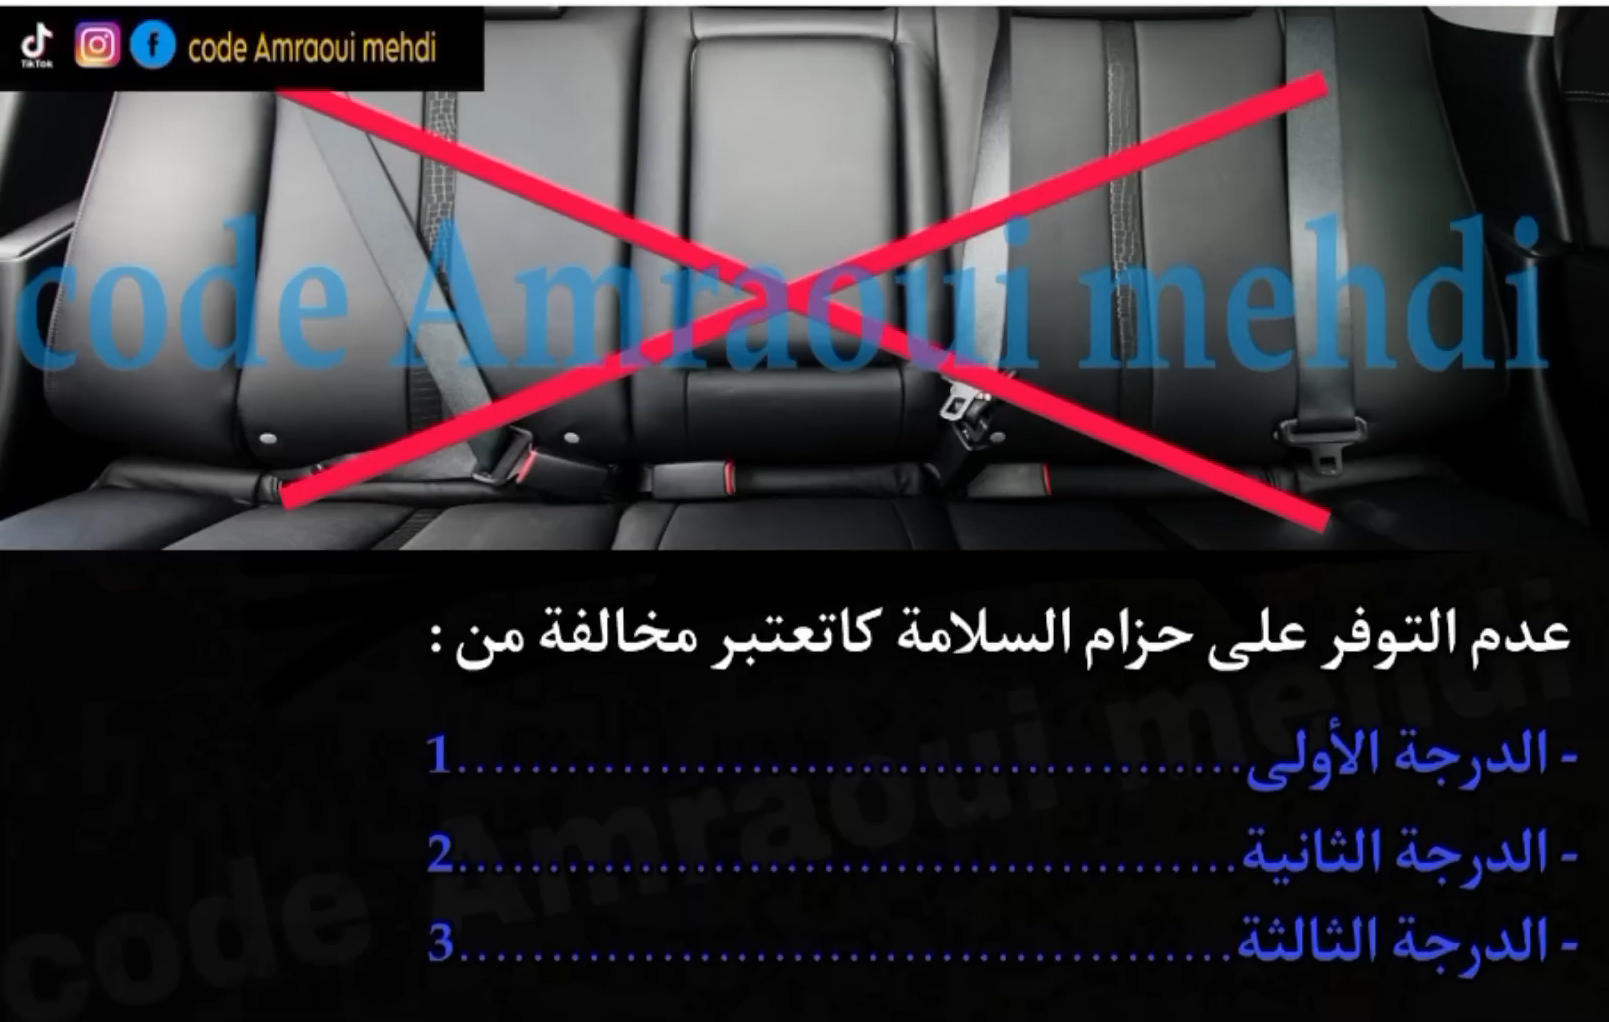 TikTok
code Amraoui mehdi
code Amraoui mehdi
عدم التوفر على حزام السلامة كاتعتبر مخالفة من :
- الدرجة الأولى........................................1
- الدرجة الثانية........................................2
- الدرجة الثالثة........................................3
code Amraoui mehdi